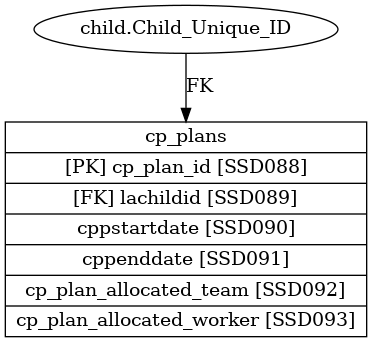 child.Child_Unique_ID
FK
cp_plans
[PK] cp_plan_id [SSD088]
[FK] lachildid [SSD089]
cppstartdate [SSD090]
cppenddate [SSD091]
cp_plan_allocated_team [SSD092]
cp_plan_allocated_worker [SSD093]